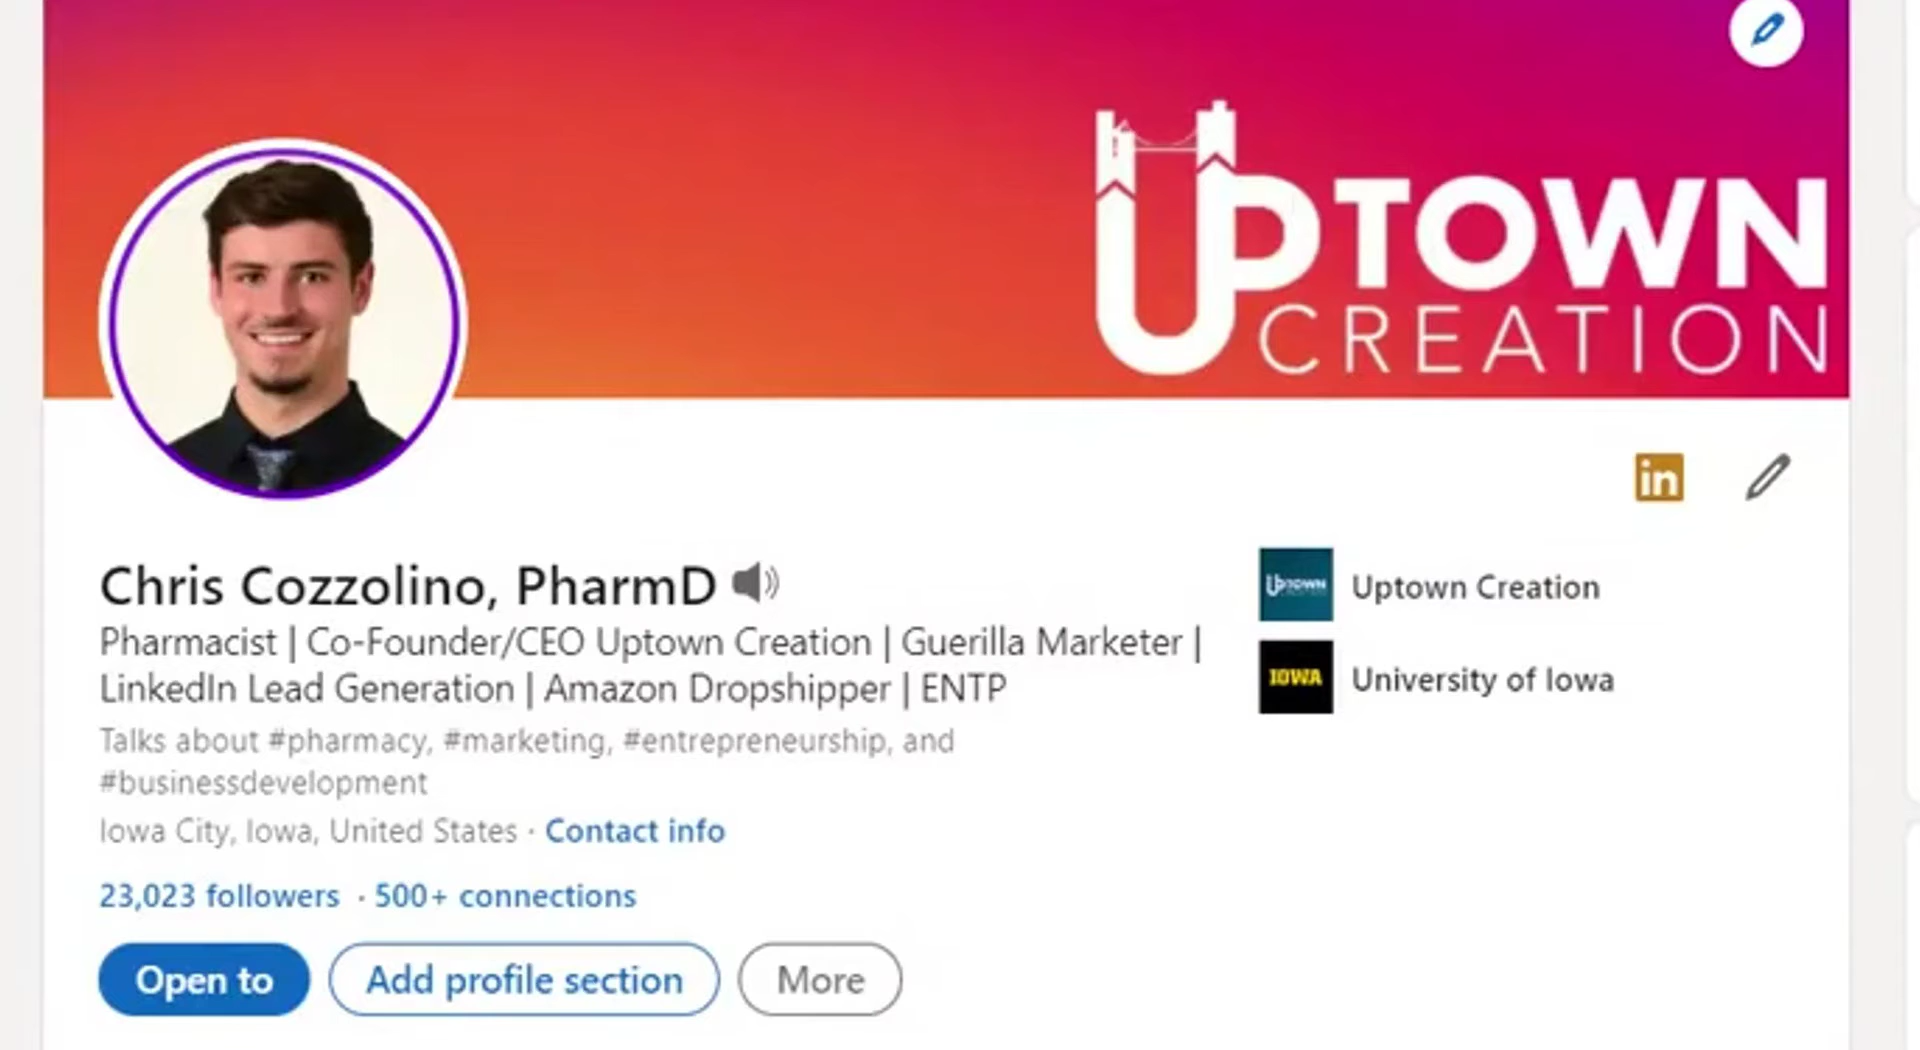 UPTOWN
CREATION
in
Chris Cozzolino, PharmD
Pharmacist | Co-Founder/CEO Uptown Creation | Guerilla Marketer |
LinkedIn Lead Generation | Amazon Dropshipper | ENTP
Talks about #pharmacy, #marketing, #entrepreneurship, and
#businessdevelopment
Iowa City, Iowa, United States · Contact info
23,023 followers · 500+ connections
Open to
Add profile section
More
UPTOWN
Uptown Creation
IOWA
University of Iowa